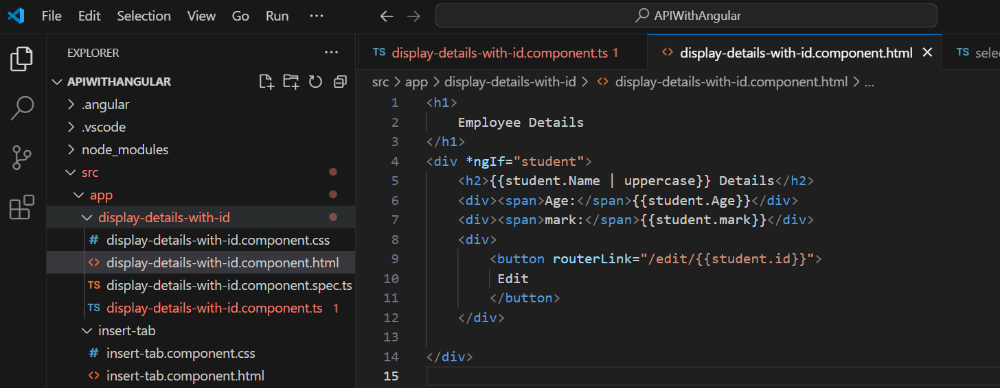 File Edit Selection View Go Run ···
APIWithAngular
EXPLORER ···
APIWITHANGULAR
.angular
.vscode
node_modules
src
app
display-details-with-id
# display-details-with-id.component.css
<> display-details-with-id.component.html
TS display-details-with-id.component.spec.ts
TS display-details-with-id.component.ts 1
insert-tab
# insert-tab.component.css
<> insert-tab.component.html
TS display-details-with-id.component.ts 1 <> display-details-with-id.component.html × TS selec
src > app > display-details-with-id > <> display-details-with-id.component.html > ...
1 <h1>
2     Employee Details
3 </h1>
4 <div *ngIf="student">
5     <h2>{{student.Name | uppercase}} Details</h2>
6     <div><span>Age:</span>{{student.Age}}</div>
7     <div><span>mark:</span>{{student.mark}}</div>
8     <div>
9         <button routerLink="/edit/{{student.id}}">
10          Edit
11         </button>
12     </div>
13
14 </div>
15